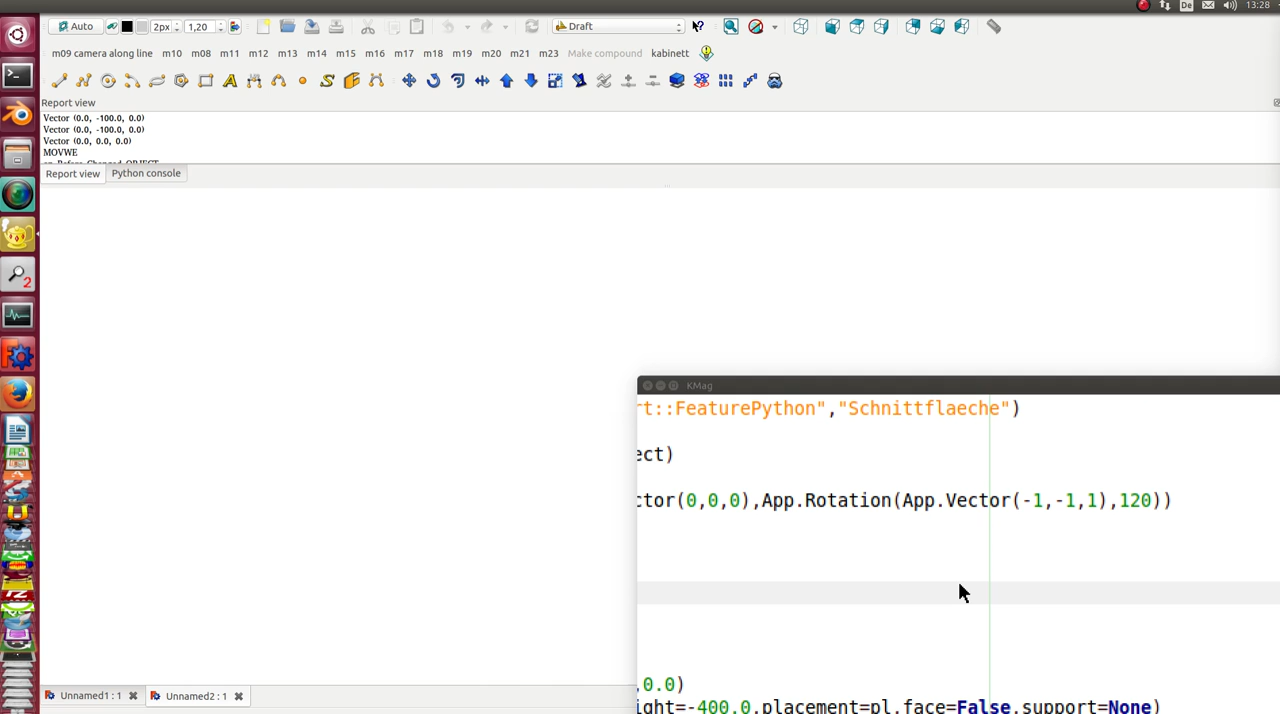 De 13:28
Auto 2px 1,20 Draft
m09 camera along line m10 m08 m11 m12 m13 m14 m15 m16 m17 m18 m19 m20 m21 m23 Make compound kabinett
Report view
Vector (0.0, -100.0, 0.0)
Vector (0.0, -100.0, 0.0)
Vector (0.0, 0.0, 0.0)
MOVWE
Report view Python console
KMag
rt::FeaturePython","Schnittflaeche")
ect)
ctor(0,0,0),App.Rotation(App.Vector(-1,-1,1),120))
.0.0)
ight=-400.0,placement=pl,face=False,support=None)
Unnamed1 : 1 Unnamed2 : 1
2